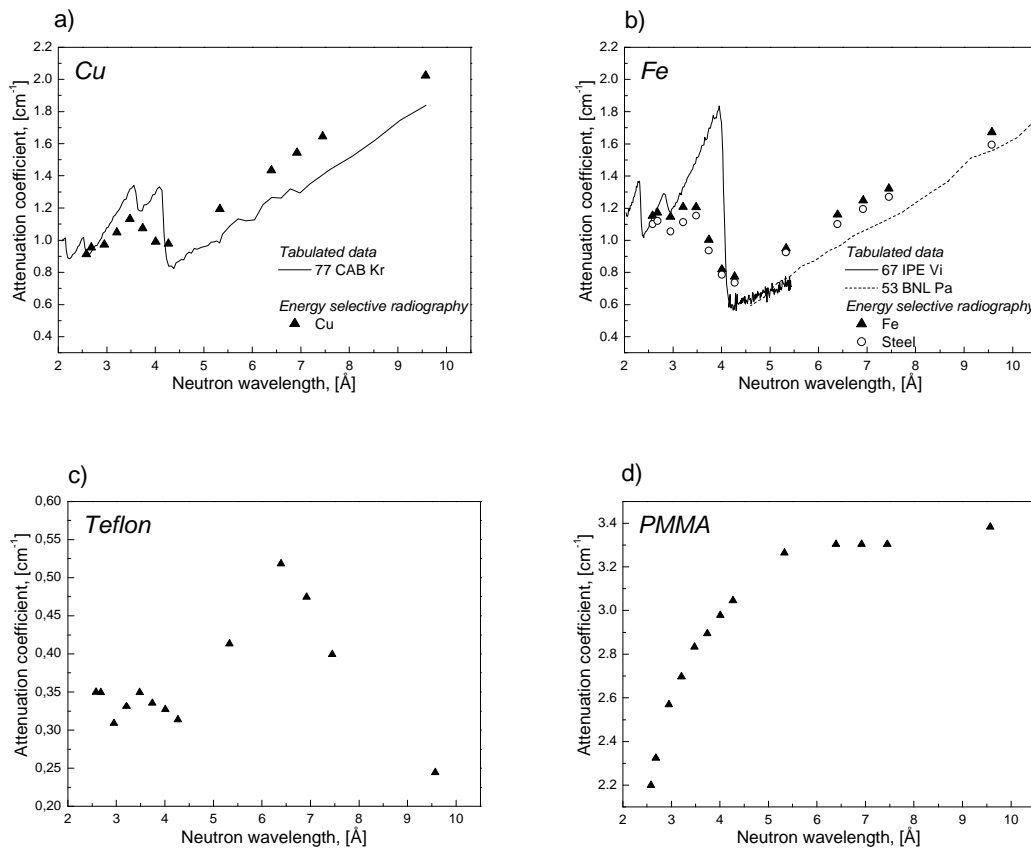 a)
Cu
Attenuation coefficient, [cm⁻¹]
2.2
2.0
1.8
1.6
1.4
1.2
1.0
0.8
0.6
0.4
Tabulated data
77 CAB Kr
Energy selective radiography
Cu
2 3 4 5 6 7 8 9 10
Neutron wavelength, [Å]
b)
Fe
Attenuation coefficient, [cm⁻¹]
2.2
2.0
1.8
1.6
1.4
1.2
1.0
0.8
0.6
0.4
Tabulated data
67 IPE Vi
53 BNL Pa
Energy selective radiography
Fe
Steel
2 3 4 5 6 7 8 9 10
Neutron wavelength, [Å]
c)
Teflon
Attenuation coefficient, [cm⁻¹]
0,60
0,55
0,50
0,45
0,40
0,35
0,30
0,25
0,20
2 3 4 5 6 7 8 9 10
Neutron wavelength, [Å]
d)
PMMA
Attenuation coefficient, [cm⁻¹]
3.4
3.2
3.0
2.8
2.6
2.4
2.2
2 3 4 5 6 7 8 9 10
Neutron wavelength, [Å]